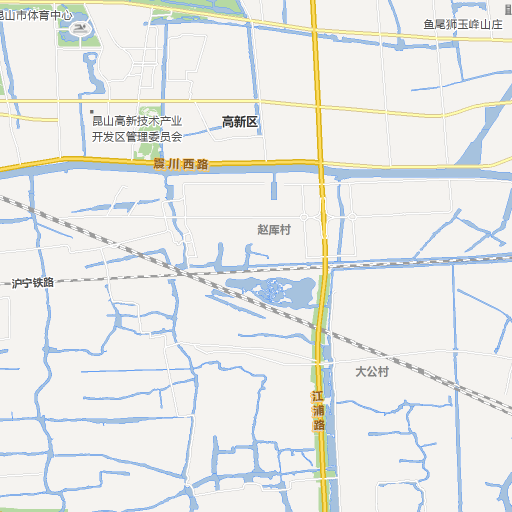 昆山市体育中心
鱼尾狮玉峰山庄
昆山高新技术产业
开发区管理委员会
高新区
震川西路
赵厍村
沪宁铁路
大公村
江浦路